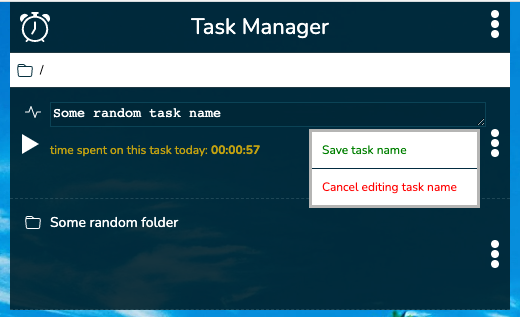 Task Manager
/
Some random task name
time spent on this task today: 00:00:57
Save task name
Cancel editing task name
Some random folder